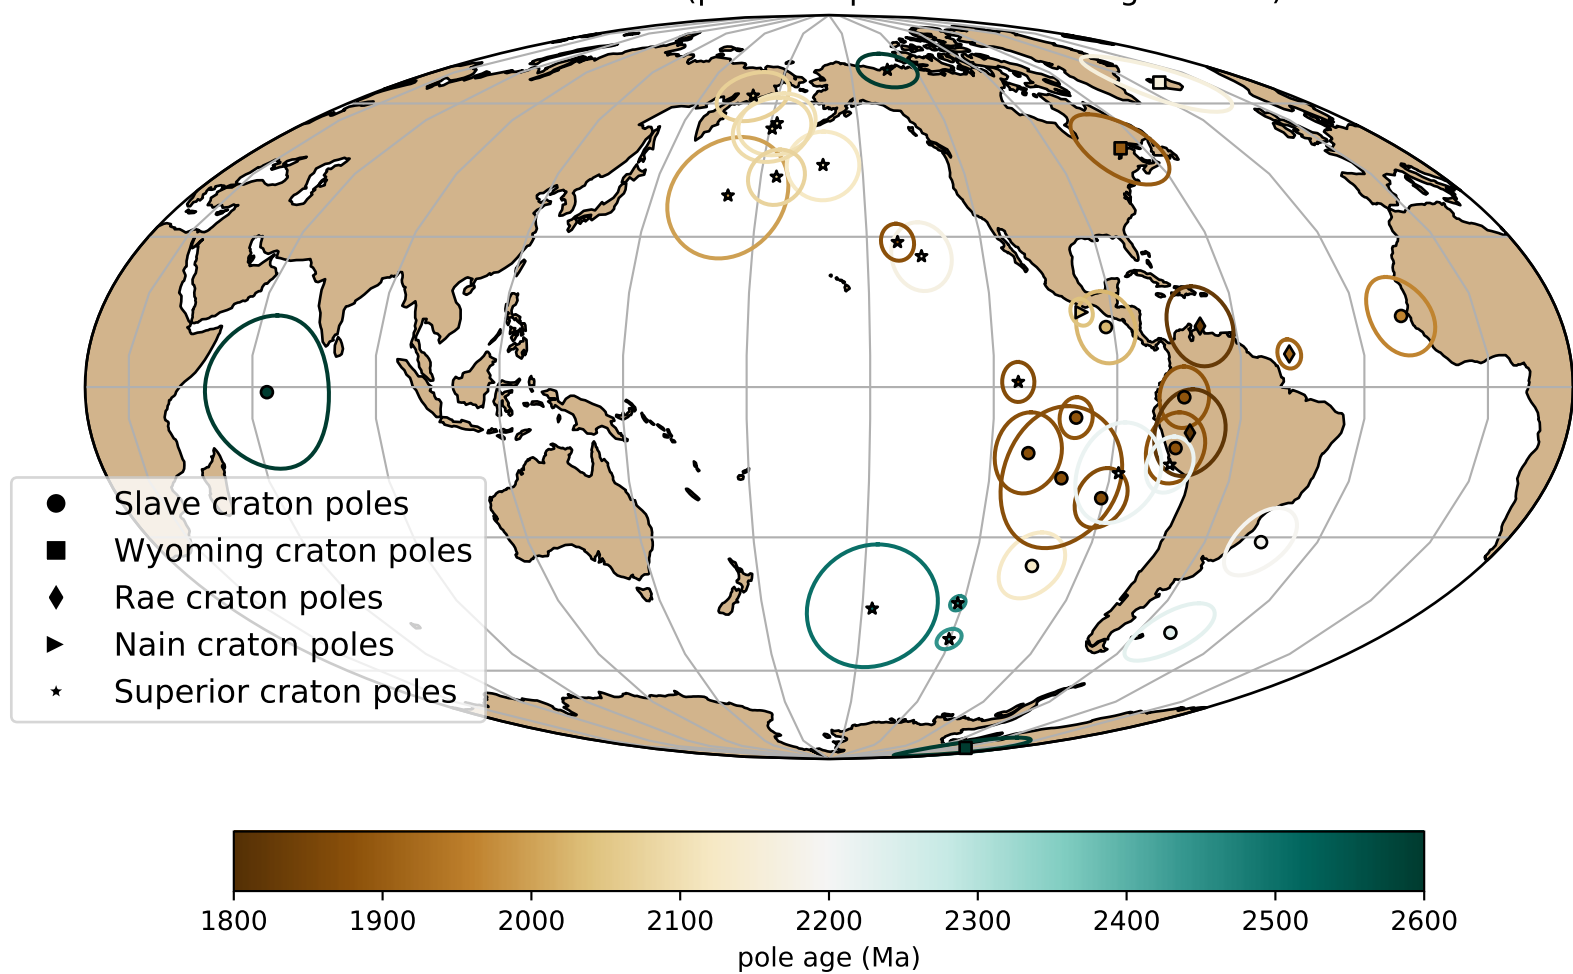 Slave craton poles
Wyoming craton poles
Rae craton poles
Nain craton poles
Superior craton poles
1800 1900 2000 2100 2200 2300 2400 2500 2600
pole age (Ma)